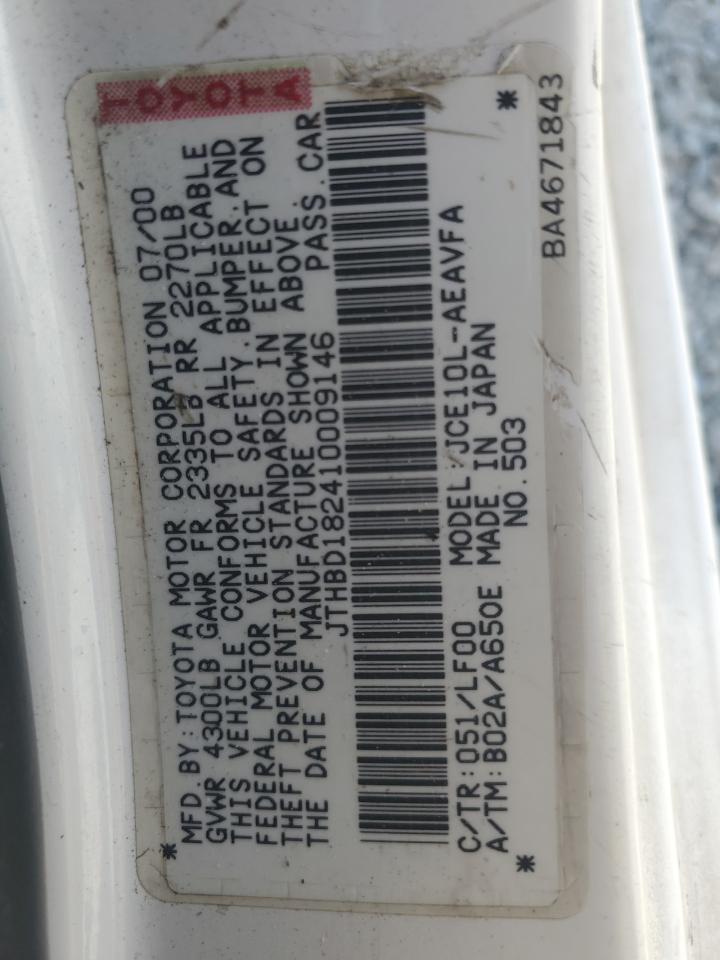 TOYOTA
MFD. BY: TOYOTA MOTOR CORPORATION 07/00
GVWR 4300LB GAWR FR 2335LB RR 2270LB
THIS VEHICLE CONFORMS TO ALL APPLICABLE
FEDERAL MOTOR VEHICLE SAFETY, BUMPER, AND
THEFT PREVENTION STANDARDS IN EFFECT ON
THE DATE OF MANUFACTURE SHOWN ABOVE.
JTHBD182410009146 PASS. CAR
C/TR: 051/LF00 MODEL: JCE10L-AEAVFA
A/TM: B02A/A650E MADE IN JAPAN
NO. 503
BA4671843